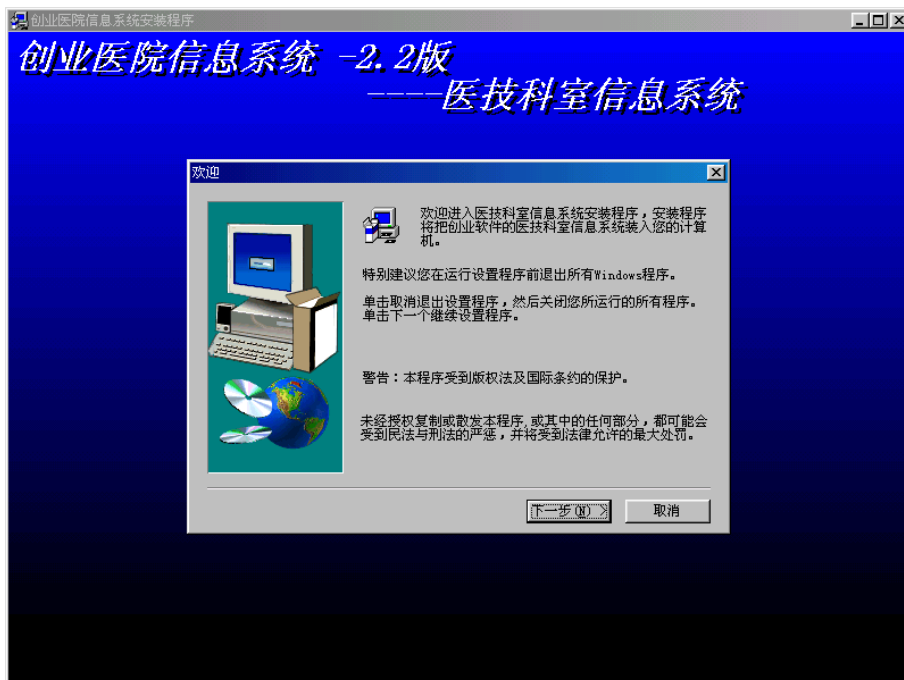 创业医院信息系统安装程序
创业医院信息系统 -2.2版
----医技科室信息系统
欢迎
欢迎进入医技科室信息系统安装程序，安装程序
将把创业软件的医技科室信息系统装入您的计算
机。
特别建议您在运行设置程序前退出所有Windows程序。
单击取消退出设置程序，然后关闭您所运行的所有程序。
单击下一个继续设置程序。
警告：本程序受到版权法及国际条约的保护。
未经授权复制或散发本程序,或其中的任何部分，都可能会
受到民法与刑法的严惩，并将受到法律允许的最大处罚。
下一步(N) >
取消